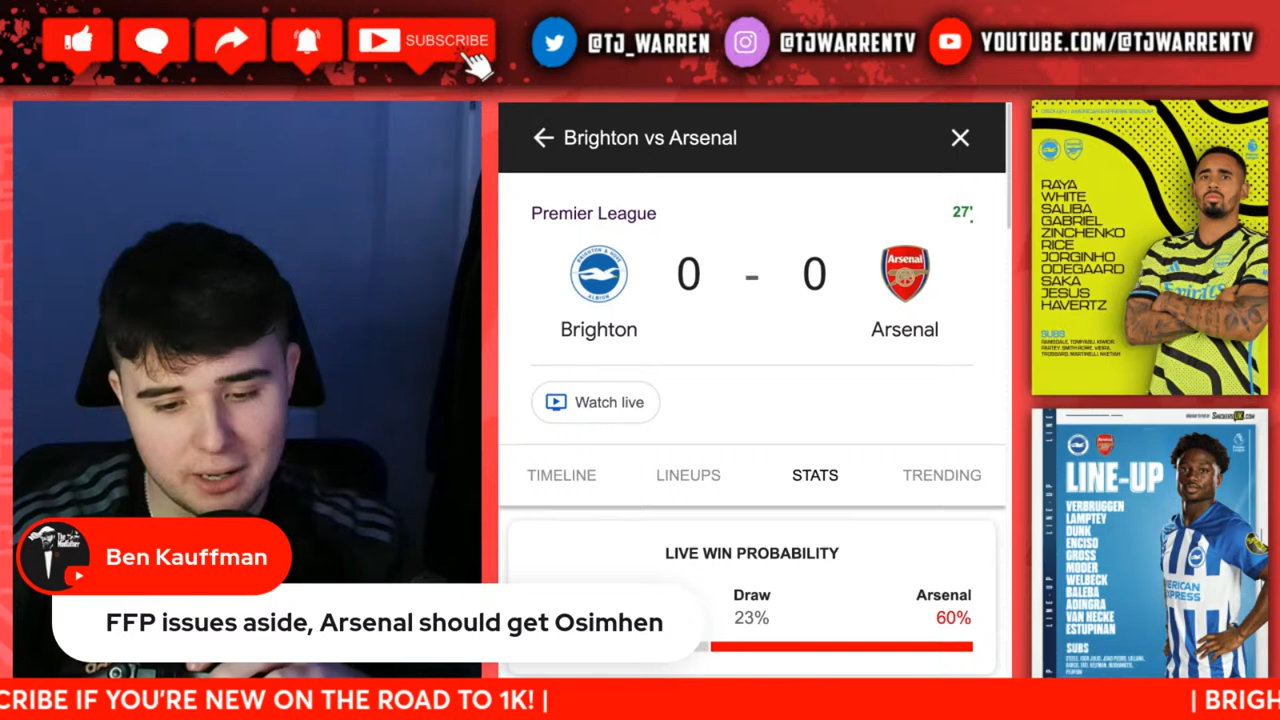 SUBSCRIBE
@TJ_WARREN
@TJWARRENTV
YOUTUBE.COM/@TJWARRENTV
Brighton vs Arsenal
Premier League
27'
0 - 0
Arsenal
Brighton
Arsenal
Watch live
TIMELINE
LINEUPS
STATS
TRENDING
LIVE WIN PROBABILITY
Draw
Arsenal
23%
60%
Ben Kauffman
FFP issues aside, Arsenal should get Osimhen
RAYA
WHITE
SALIBA
GABRIEL
ZINCHENKO
RICE
JORGINHO
ODEGAARD
SAKA
JESUS
HAVERTZ
SUBS
LINE-UP
VERBRUGGEN
LAMPTEY
DUNK
ENCISO
GROSS
MODER
WELBECK
BALEBA
ADINGRA
VAN HECKE
ESTUPINAN
SUBS
CRIBE IF YOU'RE NEW ON THE ROAD TO 1K! |
| BRIGH